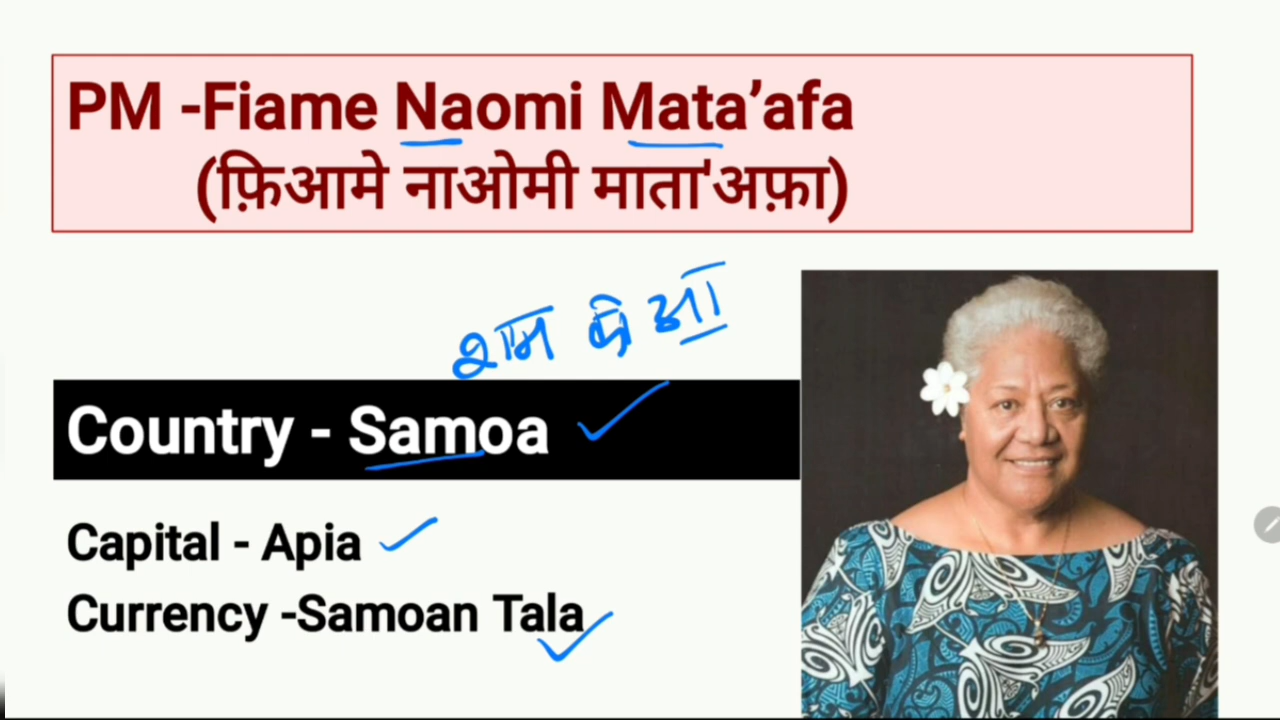 PM -Fiame Naomi Mata’afa
(फ़िआमे नाओमी माता'अफ़ा)
शाम को आ
Country - Samoa
Capital - Apia
Currency -Samoan Tala